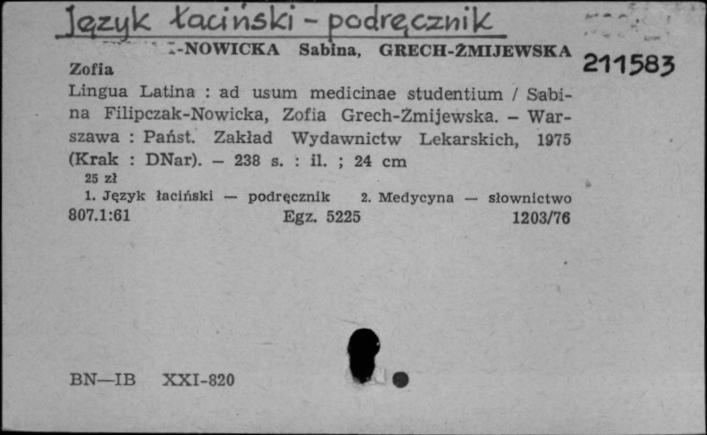 Język łaciński - podręcznik
-NOWICKA Sabina, GRECH-ŻMIJEWSKA
211583
Zofia
Lingua Latina : ad usum medicinae studentium / Sabi-
na Filipczak-Nowicka, Zofia Grech-Żmijewska. — War-
szawa : Państ. Zakład Wydawnictw Lekarskich, 1975
(Krak : DNar). — 238 s. : il. ; 24 cm
25 zł
1. Język łaciński — podręcznik 2. Medycyna — słownictwo
807.1:61 Egz. 5225 1203/76
BN—IB XXI-820